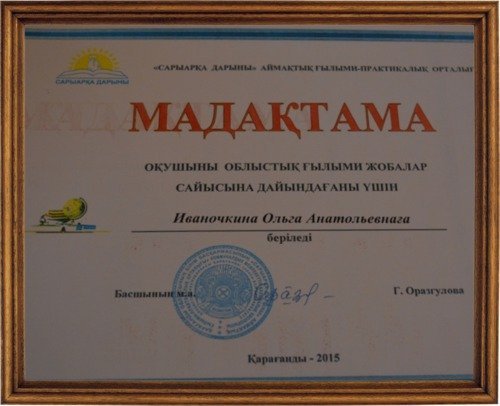 САРЫАРҚА ДАРЫНЫ
«САРЫАРҚА ДАРЫНЫ» АЙМАҚТЫҚ ҒЫЛЫМИ-ПРАКТИКАЛЫҚ ОРТАЛЫҒ
МАДАҚТАМА
ОҚУШЫНЫ ОБЛЫСТЫҚ ҒЫЛЫМИ ЖОБАЛАР
САЙЫСЫНА ДАЙЫНДАҒАНЫ ҮШІН
Иваночкина Ольга Анатольевнаға
беріледі
Басшының м.а.
Г. Оразгулова
Қарағанды - 2015